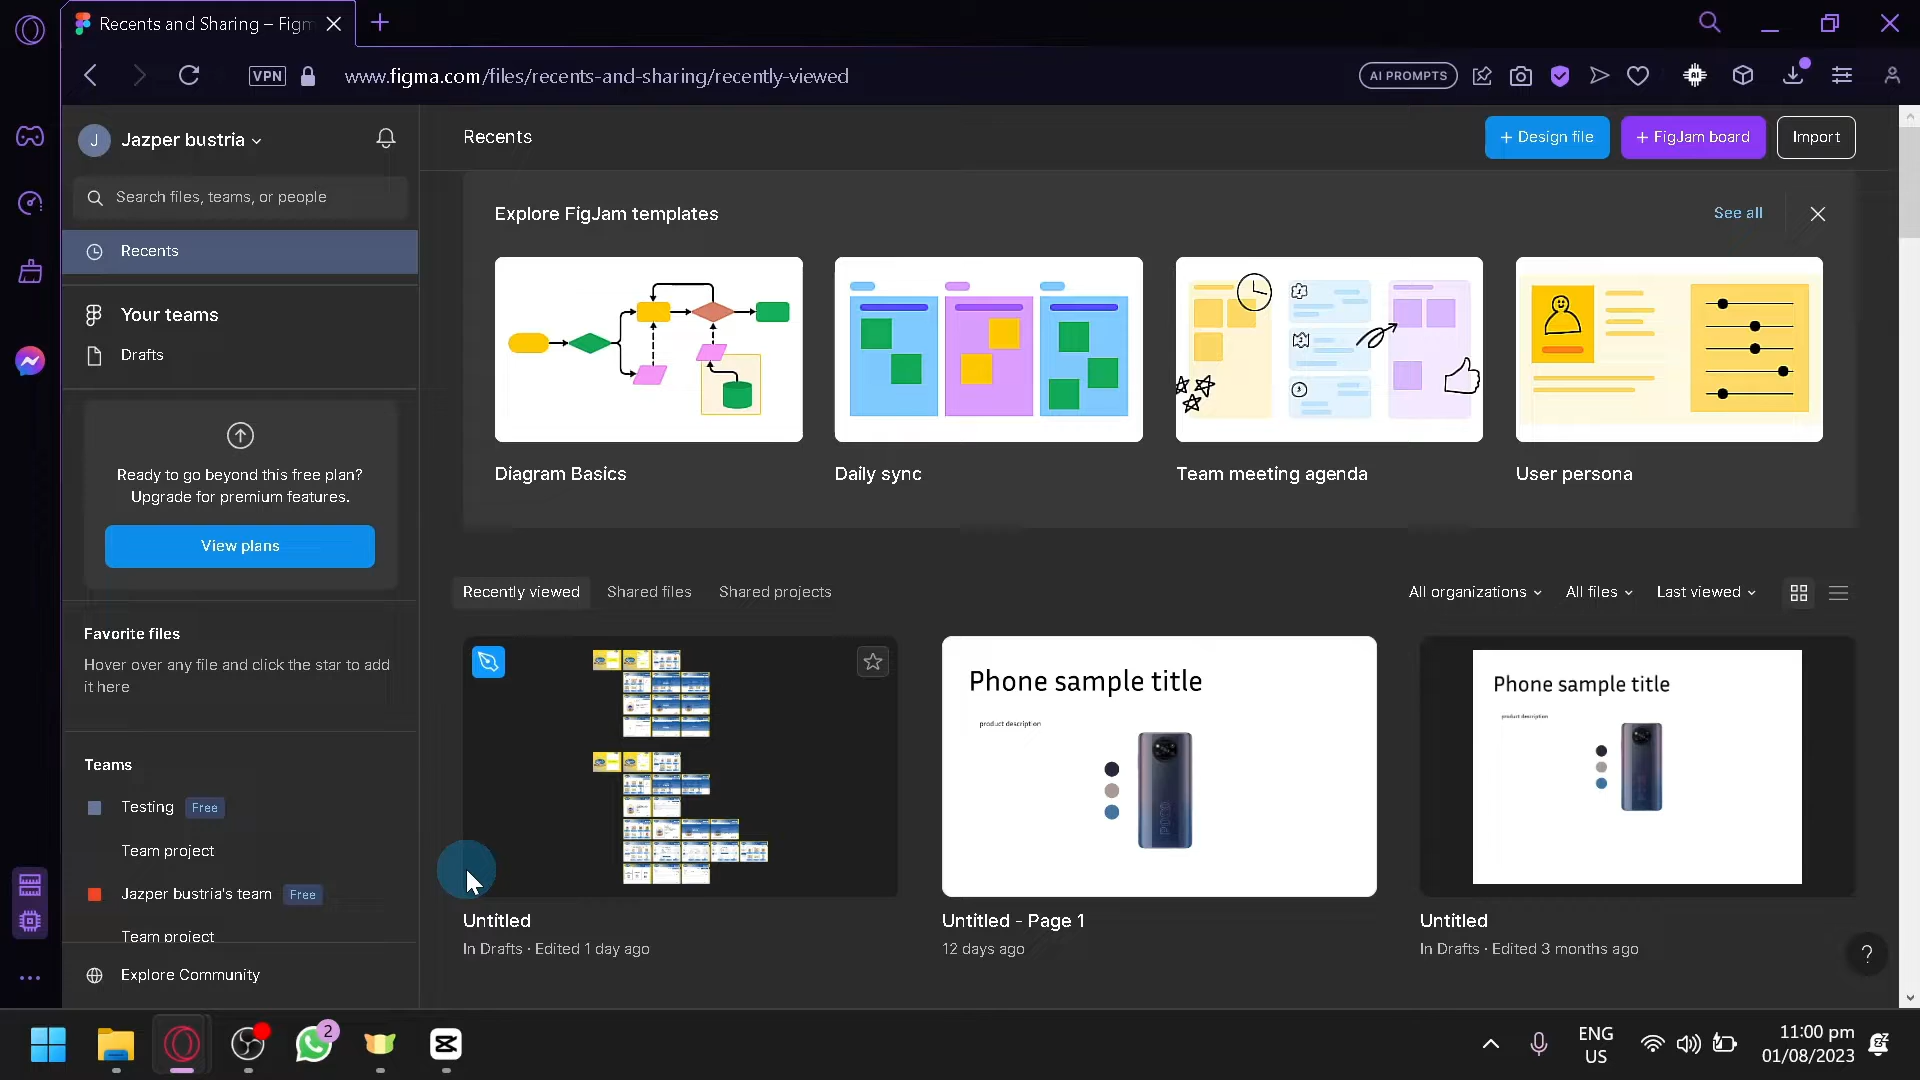 Recents and Sharing – Figm
VPN
www.figma.com/files/recents-and-sharing/recently-viewed
AI PROMPTS
J
Jazper bustria
Recents
+ Design file
+ FigJam board
Import
Search files, teams, or people
Recents
Your teams
Drafts
Ready to go beyond this free plan?
Upgrade for premium features.
View plans
Favorite files
Hover over any file and click the star to add
it here
Teams
Testing Free
Team project
Jazper bustria's team Free
Team project
Explore Community
Explore FigJam templates
See all
Diagram Basics
Daily sync
Team meeting agenda
User persona
Recently viewed
Shared files
Shared projects
All organizations
All files
Last viewed
Untitled
In Drafts · Edited 1 day ago
Phone sample title
product description
Untitled - Page 1
12 days ago
Phone sample title
product description
Untitled
In Drafts · Edited 3 months ago
?
2
ENG
US
11:00 pm
01/08/2023